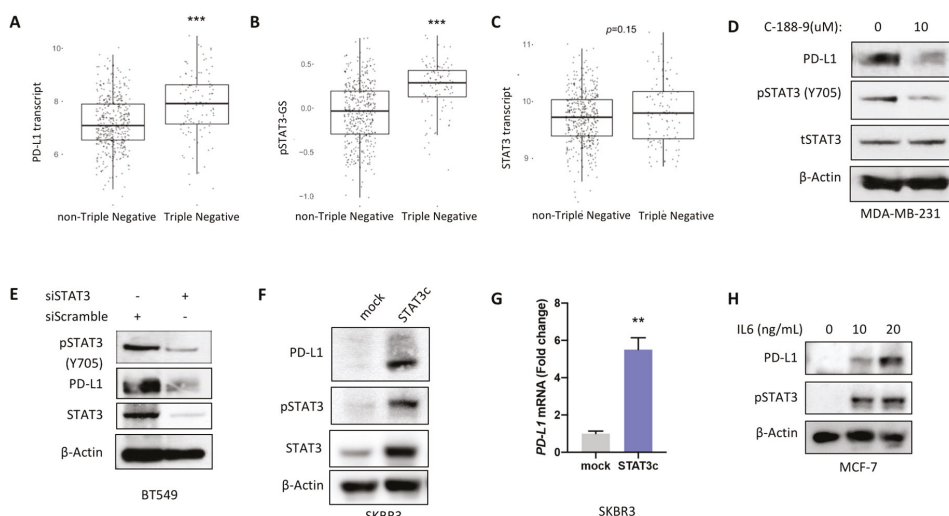 A
***
PD-L1 transcript
10
8
6
non-Triple Negative Triple Negative
B
***
pSTAT3-GS
0.5
0.0
−0.5
−1.0
non-Triple Negative Triple Negative
C
p=0.15
STAT3 transcript
11
10
9
non-Triple Negative Triple Negative
D
C-188-9(uM): 0 10
PD-L1
pSTAT3 (Y705)
tSTAT3
β-Actin
MDA-MB-231
E
siSTAT3 - +
siScramble + -
pSTAT3
(Y705)
PD-L1
STAT3
β-Actin
BT549
F
mock STAT3c
PD-L1
pSTAT3
STAT3
β-Actin
SKBR3
G
PD-L1 mRNA (Fold change)
8
6
4
2
0
**
mock STAT3c
SKBR3
H
IL6 (ng/mL) 0 10 20
PD-L1
pSTAT3
β-Actin
MCF-7